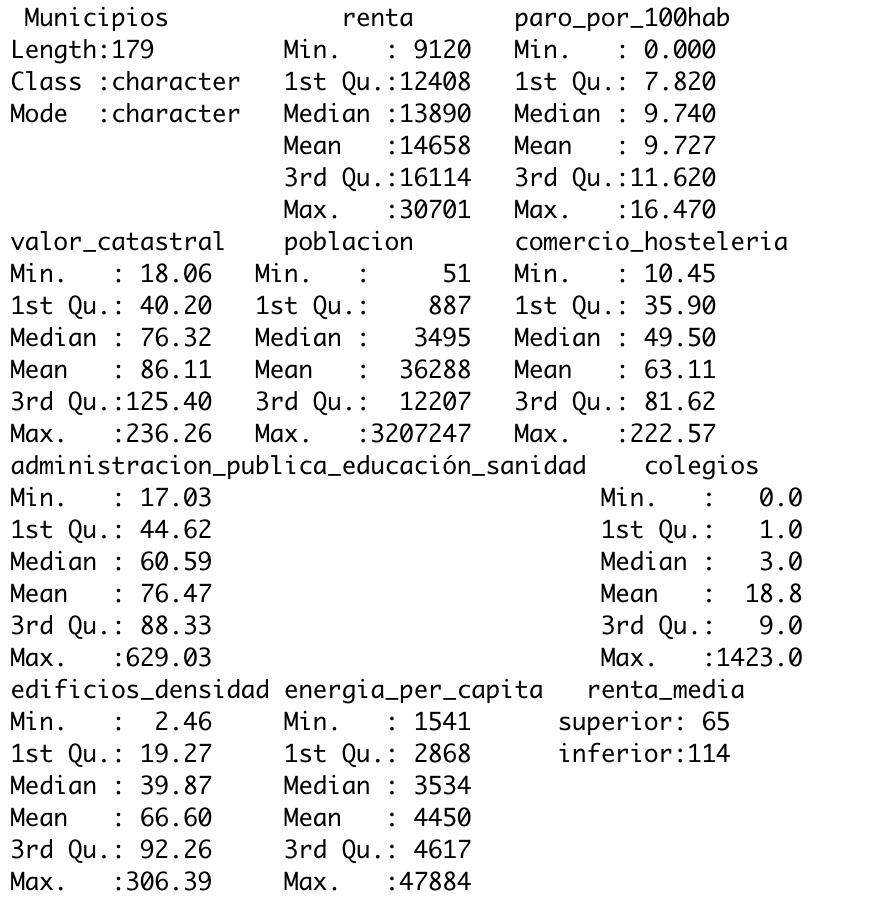 Municipios            renta       paro_por_100hab 
Length:179         Min.   : 9120   Min.   : 0.000  
Class :character   1st Qu.:12408   1st Qu.: 7.820  
Mode  :character   Median :13890   Median : 9.740  
                   Mean   :14658   Mean   : 9.727  
                   3rd Qu.:16114   3rd Qu.:11.620  
                   Max.   :30701   Max.   :16.470  
valor_catastral    poblacion       comercio_hosteleria
Min.   : 18.06   Min.   :     51   Min.   : 10.45  
1st Qu.: 40.20   1st Qu.:    887   1st Qu.: 35.90  
Median : 76.32   Median :   3495   Median : 49.50  
Mean   : 86.11   Mean   :  36288   Mean   : 63.11  
3rd Qu.:125.40   3rd Qu.:  12207   3rd Qu.: 81.62  
Max.   :236.26   Max.   :3207247   Max.   :222.57  
administracion_publica_educación_sanidad    colegios
Min.   : 17.03                           Min.   :   0.0
1st Qu.: 44.62                           1st Qu.:   1.0
Median : 60.59                           Median :   3.0
Mean   : 76.47                           Mean   :  18.8
3rd Qu.: 88.33                           3rd Qu.:   9.0
Max.   :629.03                           Max.   :1423.0
edificios_densidad energia_per_capita   renta_media
Min.   :  2.46     Min.   : 1541      superior: 65
1st Qu.: 19.27     1st Qu.: 2868      inferior:114
Median : 39.87     Median : 3534
Mean   : 66.60     Mean   : 4450
3rd Qu.: 92.26     3rd Qu.: 4617
Max.   :306.39     Max.   :47884